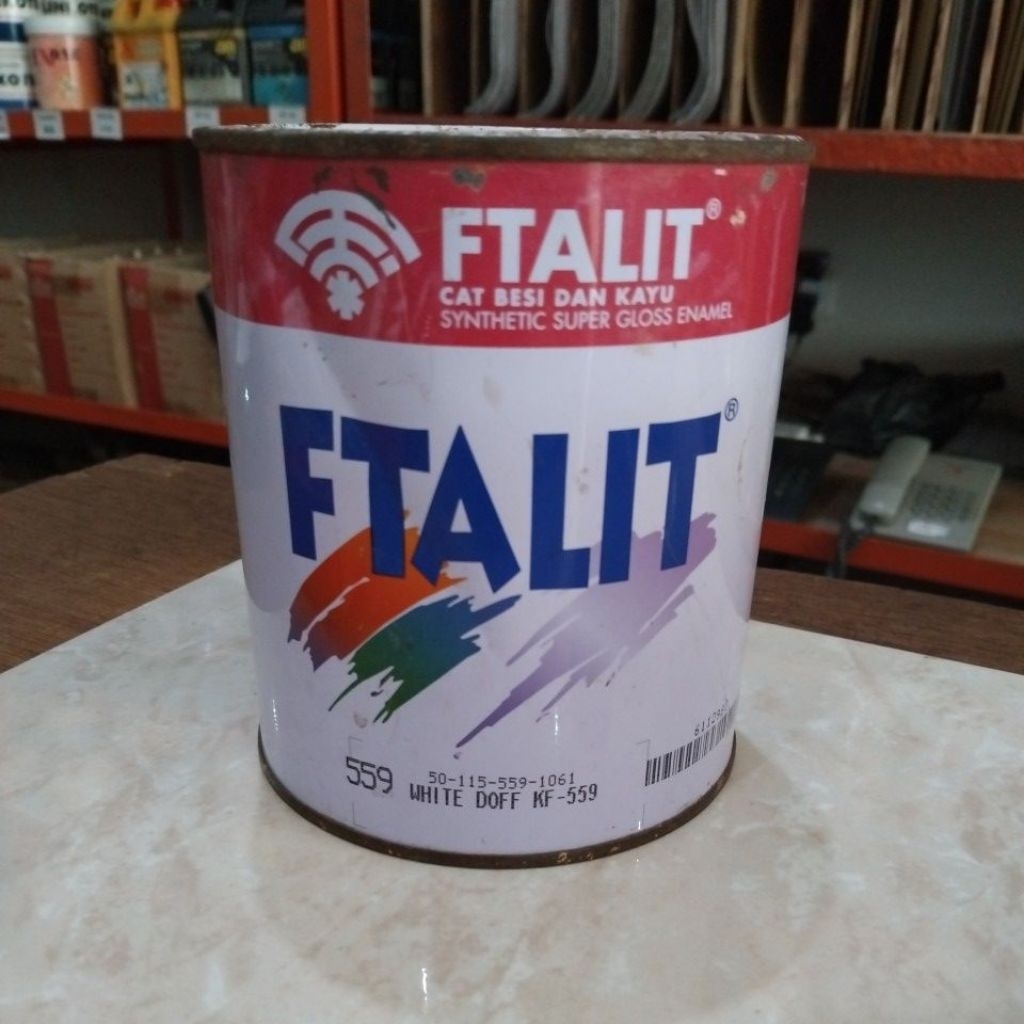 FTALIT®
CAT BESI DAN KAYU
SYNTHETIC SUPER GLOSS ENAMEL
FTALIT®
559
50-115-559-1061
WHITE DOFF KF-559